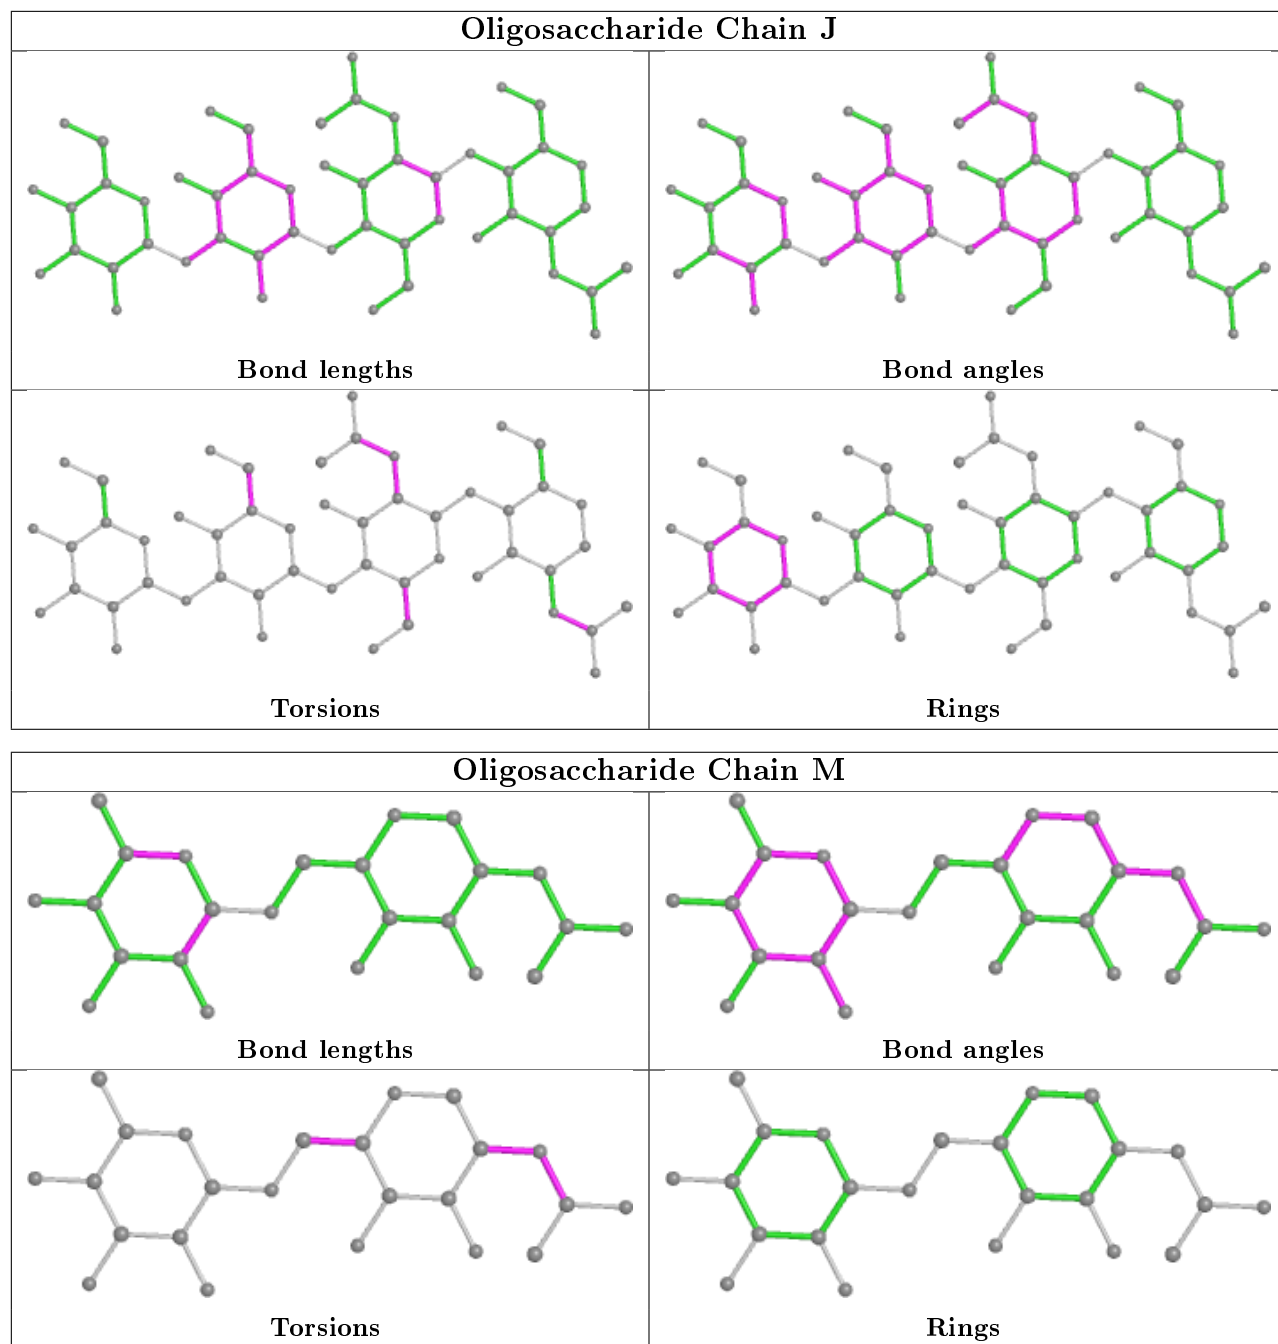 Oligosaccharide Chain J
Bond lengths
Bond angles
Torsions
Rings
Oligosaccharide Chain M
Bond lengths
Bond angles
Torsions
Rings